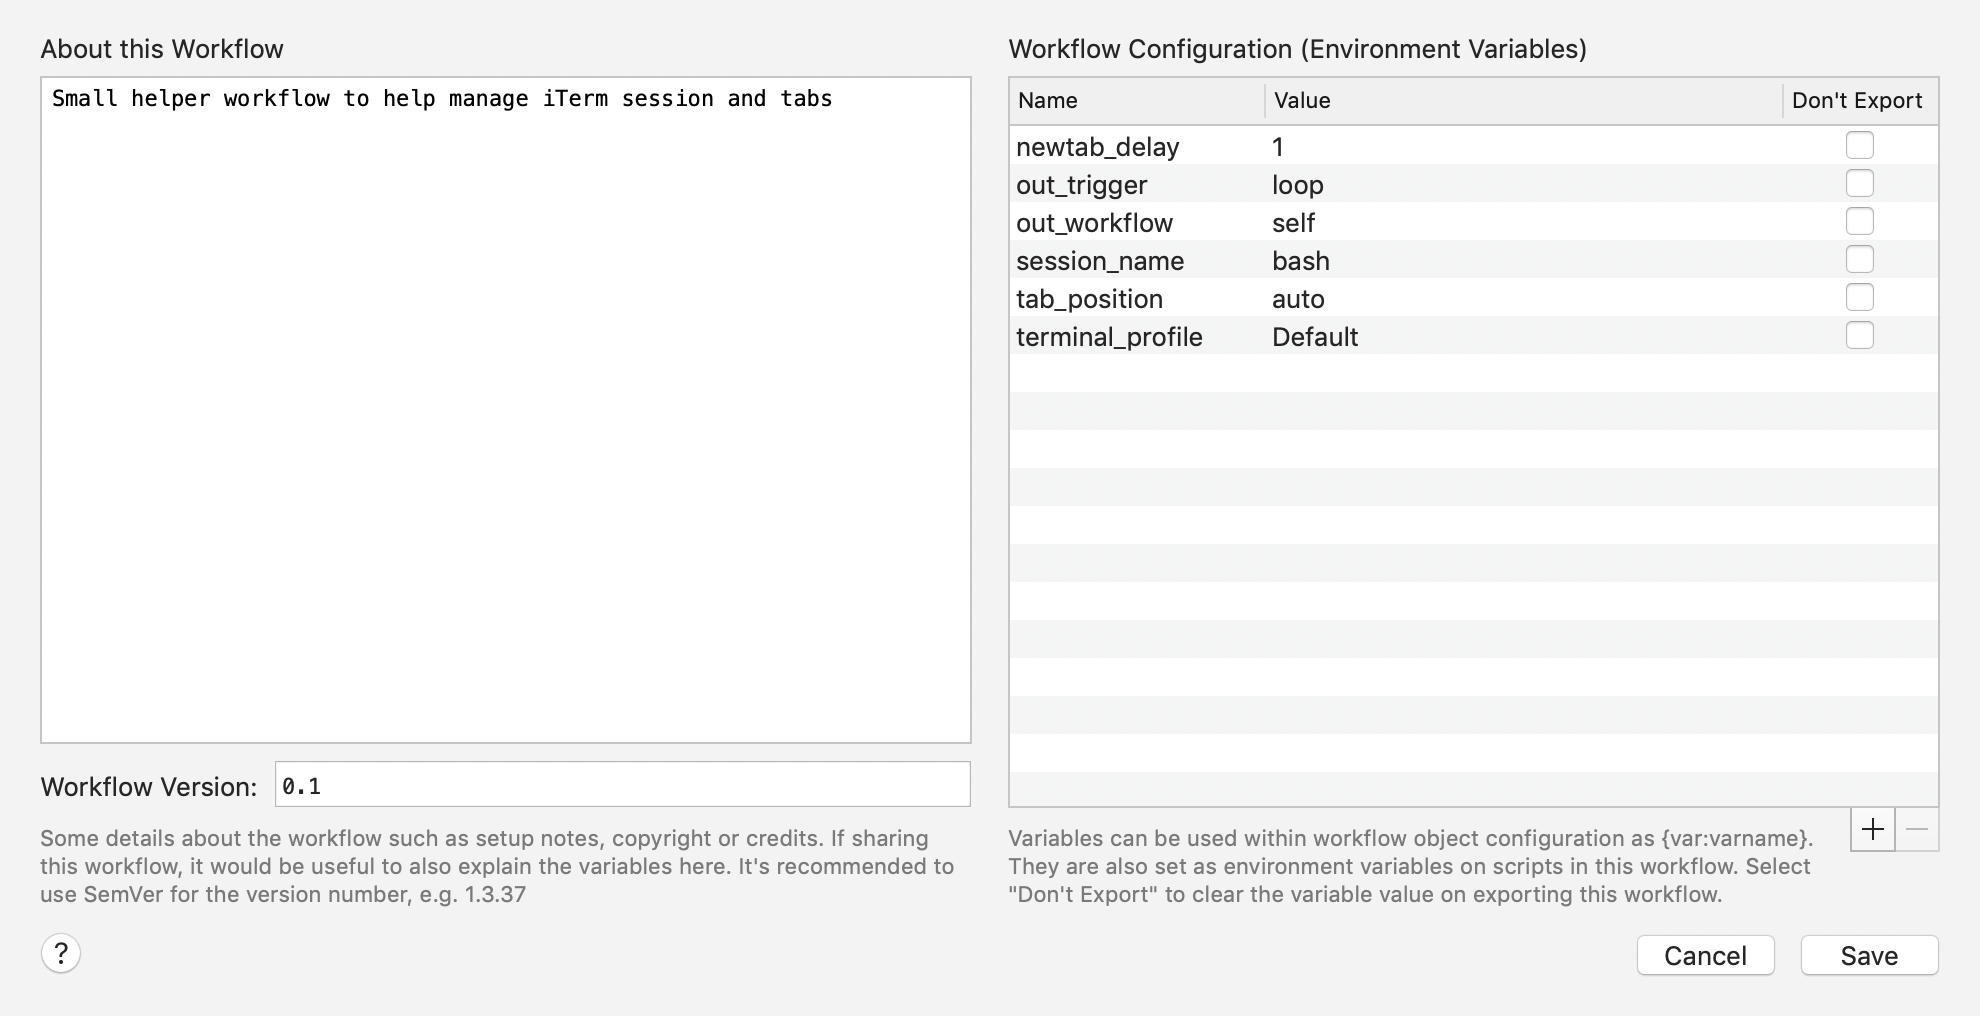 About this Workflow
Small helper workflow to help manage iTerm session and tabs
Workflow Version: 0.1
Some details about the workflow such as setup notes, copyright or credits. If sharing
this workflow, it would be useful to also explain the variables here. It's recommended to
use SemVer for the version number, e.g. 1.3.37
?
Workflow Configuration (Environment Variables)
Name Value Don't Export
newtab_delay 1
out_trigger loop
out_workflow self
session_name bash
tab_position auto
terminal_profile Default
Variables can be used within workflow object configuration as {var:varname}.
They are also set as environment variables on scripts in this workflow. Select
"Don't Export" to clear the variable value on exporting this workflow.
Cancel Save